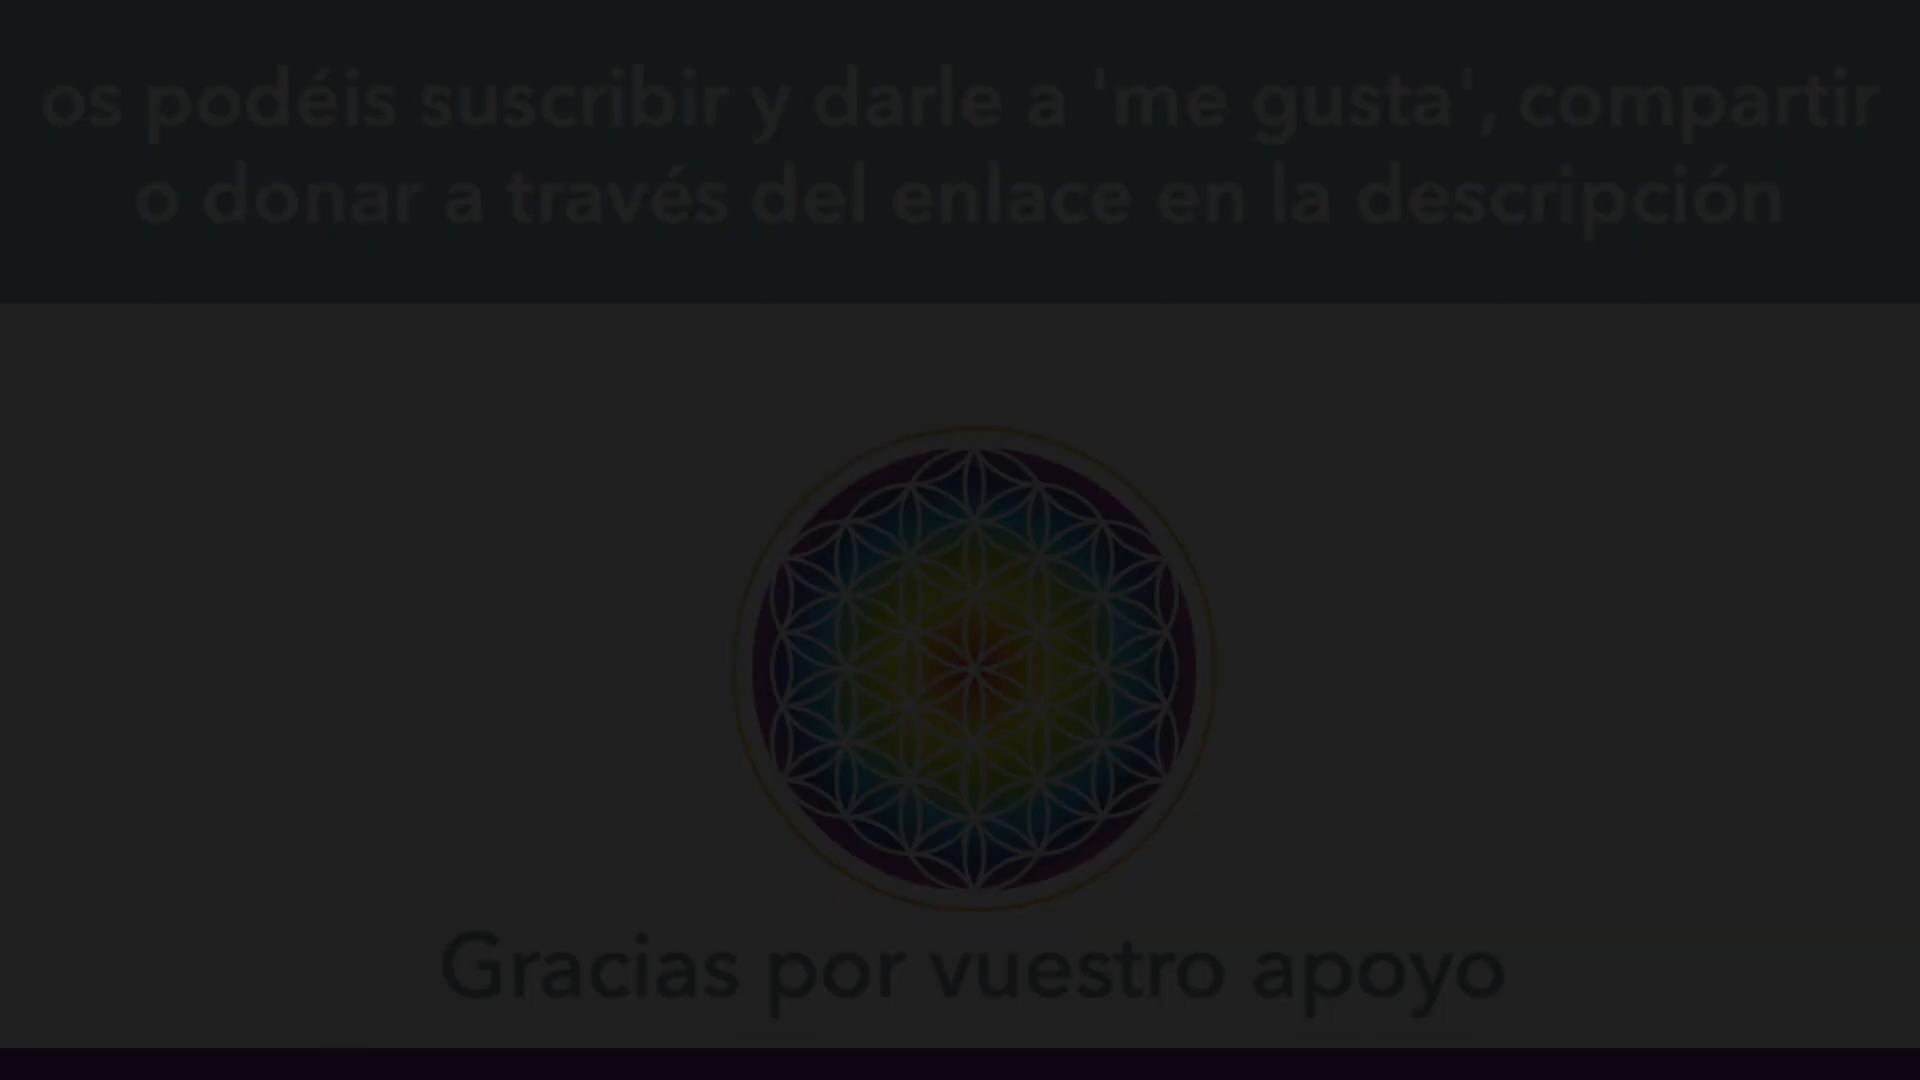 os podéis suscribir y darle a 'me gusta', compartir
o donar a través del enlace en la descripción
Gracias por vuestro apoyo